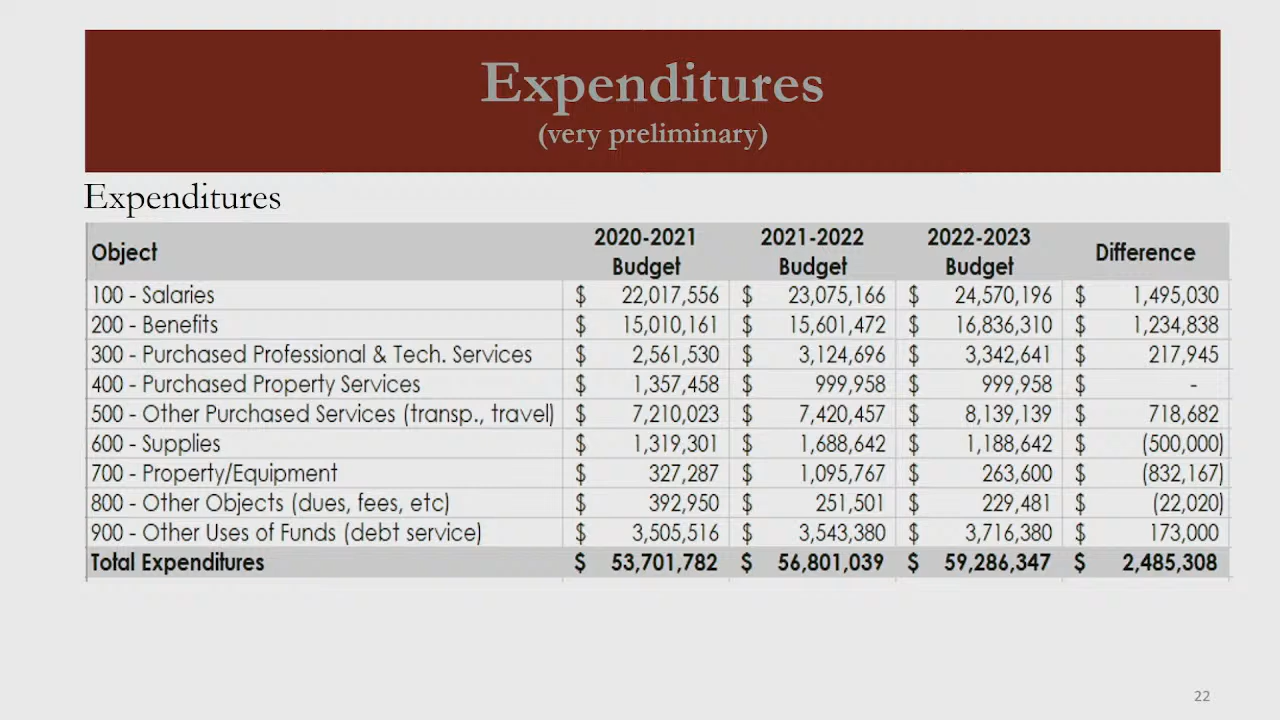 Expenditures
(very preliminary)
Expenditures
Object 2020-2021 Budget 2021-2022 Budget 2022-2023 Budget Difference
100 - Salaries $ 22,017,556 $ 23,075,166 $ 24,570,196 $ 1,495,030
200 - Benefits $ 15,010,161 $ 15,601,472 $ 16,836,310 $ 1,234,838
300 - Purchased Professional & Tech. Services $ 2,561,530 $ 3,124,696 $ 3,342,641 $ 217,945
400 - Purchased Property Services $ 1,357,458 $ 999,958 $ 999,958 $ -
500 - Other Purchased Services (transp., travel) $ 7,210,023 $ 7,420,457 $ 8,139,139 $ 718,682
600 - Supplies $ 1,319,301 $ 1,688,642 $ 1,188,642 $ (500,000)
700 - Property/Equipment $ 327,287 $ 1,095,767 $ 263,600 $ (832,167)
800 - Other Objects (dues, fees, etc) $ 392,950 $ 251,501 $ 229,481 $ (22,020)
900 - Other Uses of Funds (debt service) $ 3,505,516 $ 3,543,380 $ 3,716,380 $ 173,000
Total Expenditures $ 53,701,782 $ 56,801,039 $ 59,286,347 $ 2,485,308
22